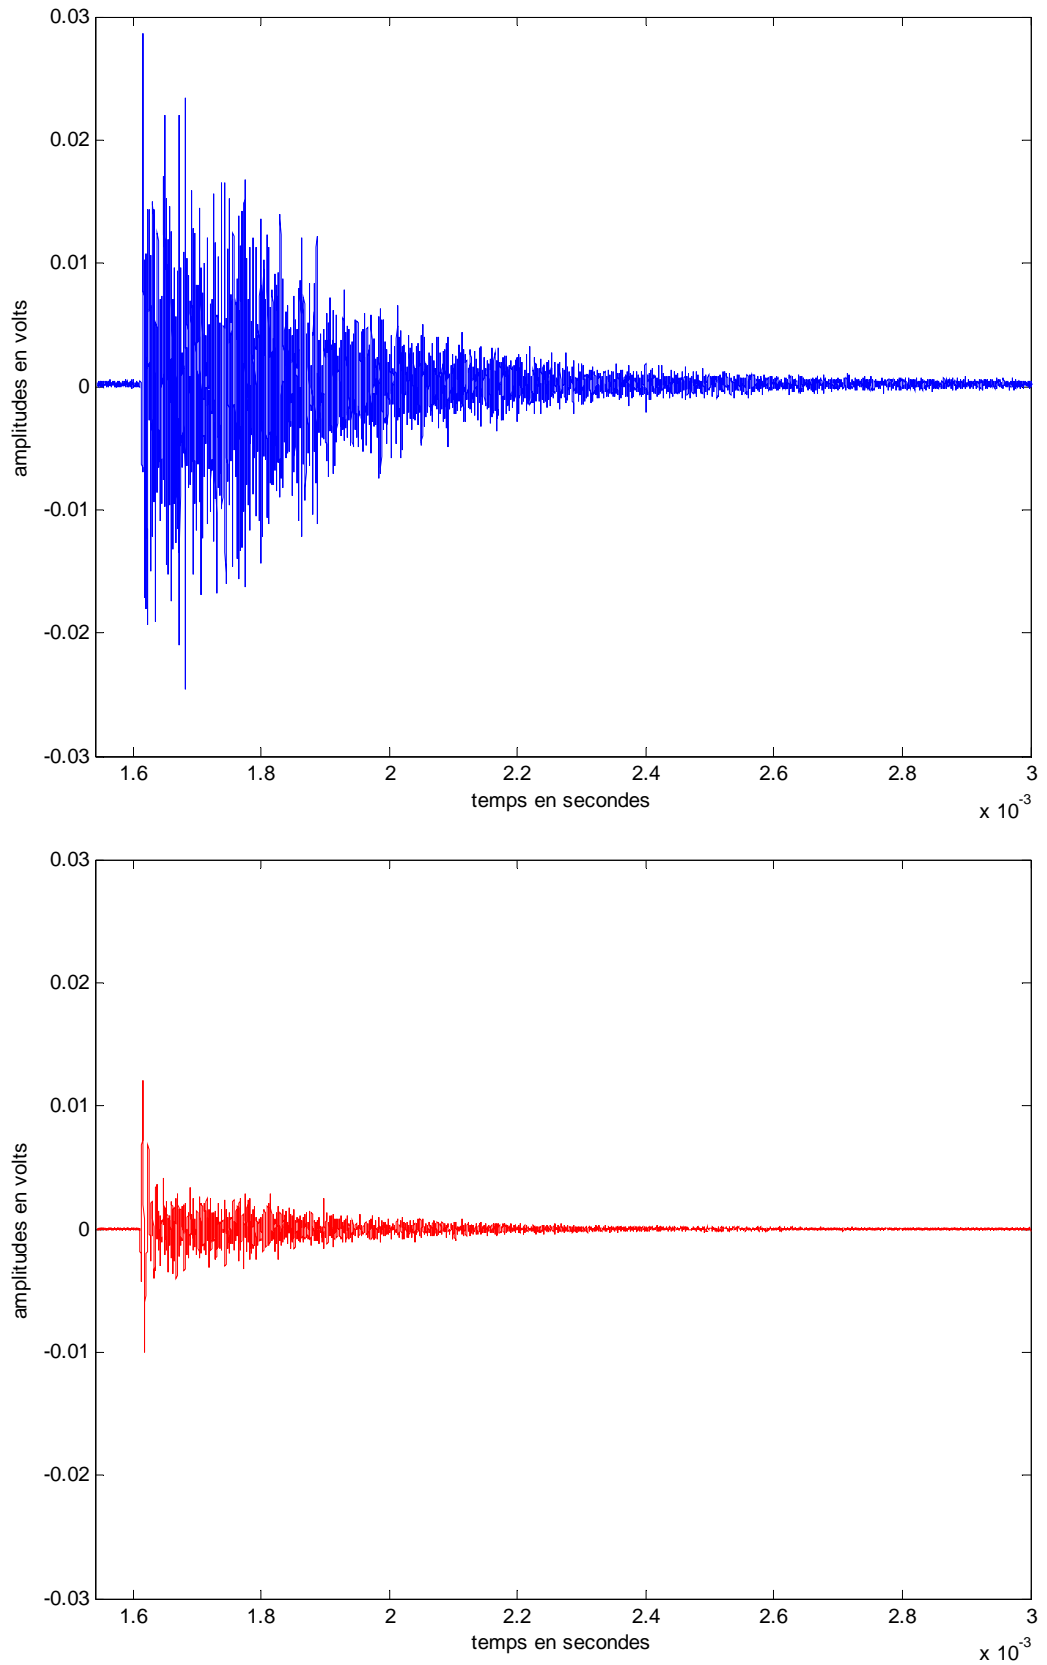 0.03
0.02
0.01
0
-0.01
-0.02
-0.03
amplitudes en volts
1.6 1.8 2 2.2 2.4 2.6 2.8 3
temps en secondes
x 10-3
0.03
0.02
0.01
0
-0.01
-0.02
-0.03
amplitudes en volts
1.6 1.8 2 2.2 2.4 2.6 2.8 3
temps en secondes
x 10-3